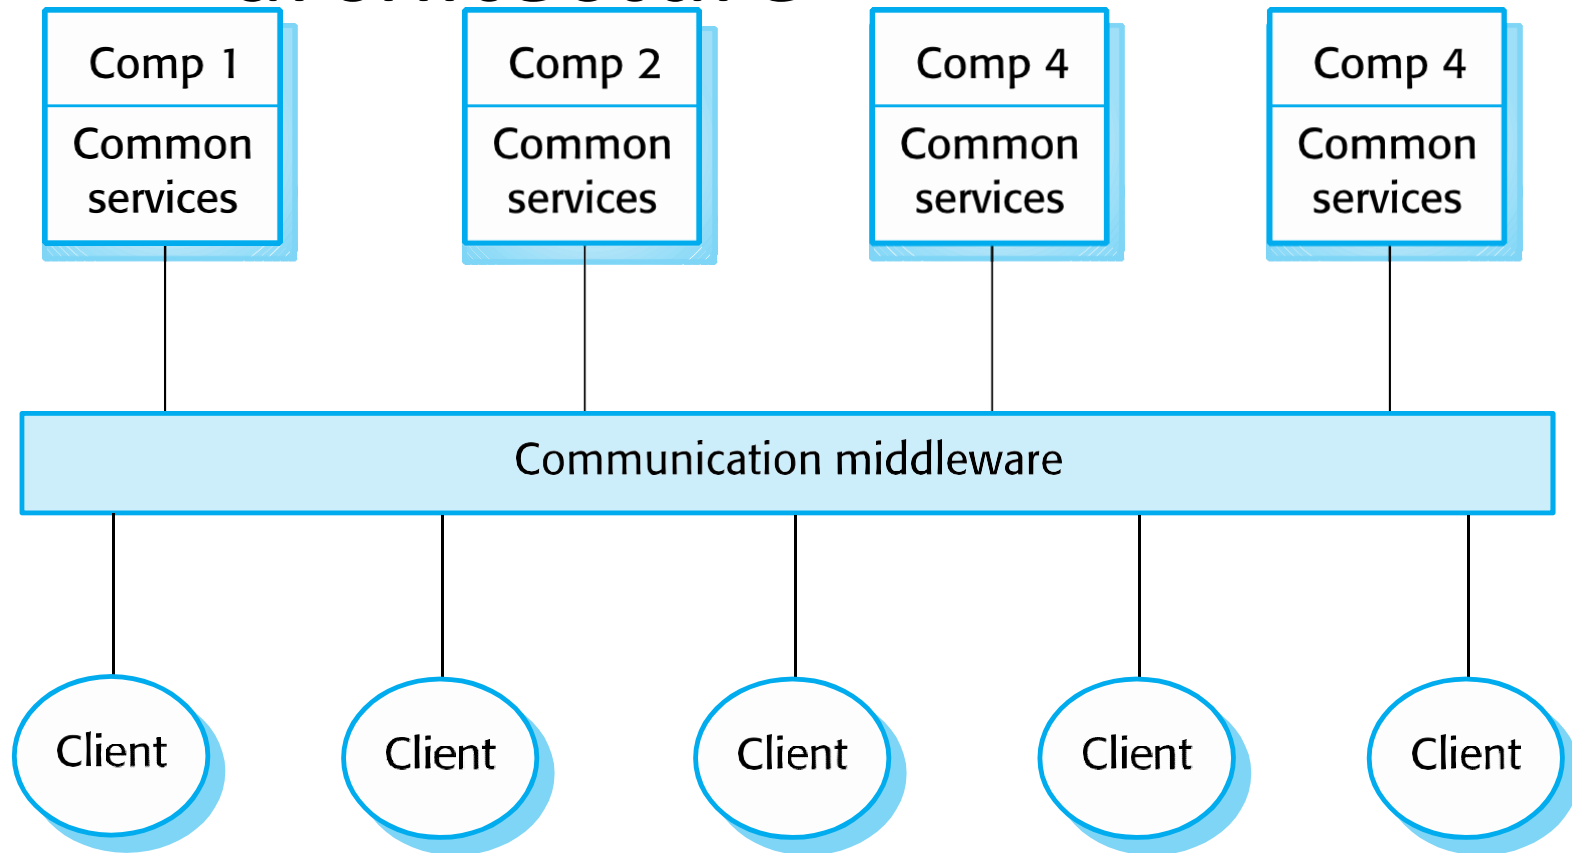 Comp 1
Common
services
Comp 2
Common
services
Comp 4
Common
services
Comp 4
Common
services
Communication middleware
Client
Client
Client
Client
Client